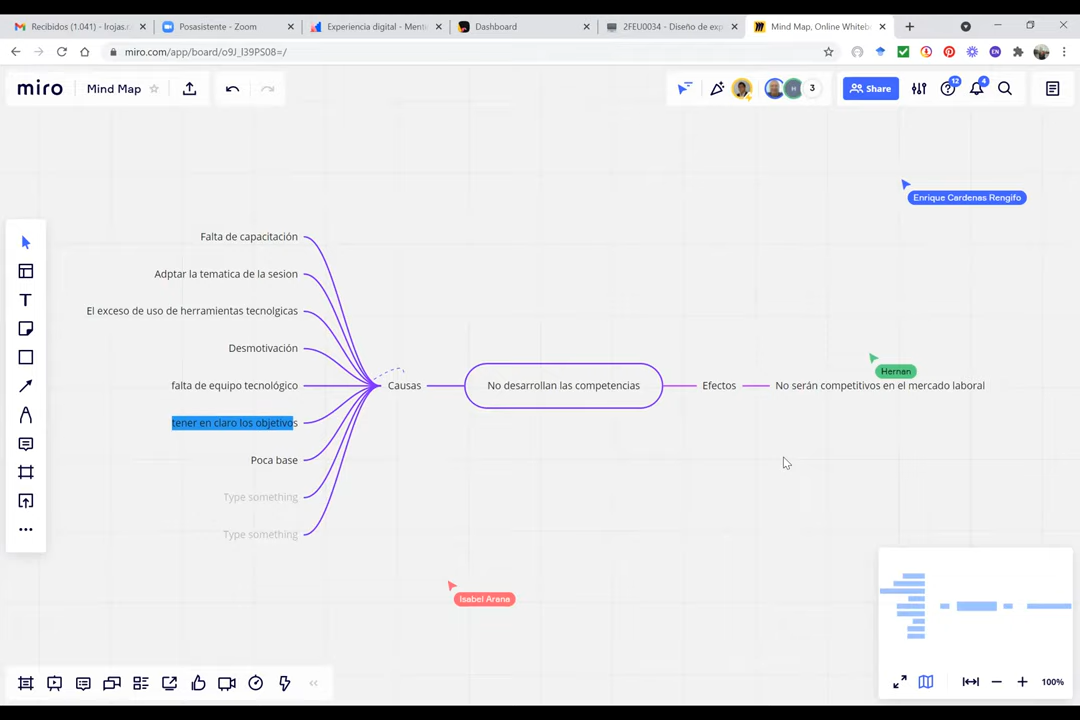 Recibidos (1.041) - lrojas.c
Posasistente - Zoom
Experiencia digital - Ment
Dashboard
2FEU0034 - Diseño de exp
Mind Map, Online Whiteb
miro.com/app/board/o9J_l39PS08=/
EN
miro
Mind Map
3
Share
12
4
Enrique Cardenas Rengifo
Falta de capacitación
Adptar la tematica de la sesion
El exceso de uso de herramientas tecnolgicas
Desmotivación
Hernan
falta de equipo tecnológico
Causas
No desarrollan las competencias
Efectos
No serán competitivos en el mercado laboral
tener en claro los objetivos
Poca base
Type something
Type something
Isabel Arana
100%